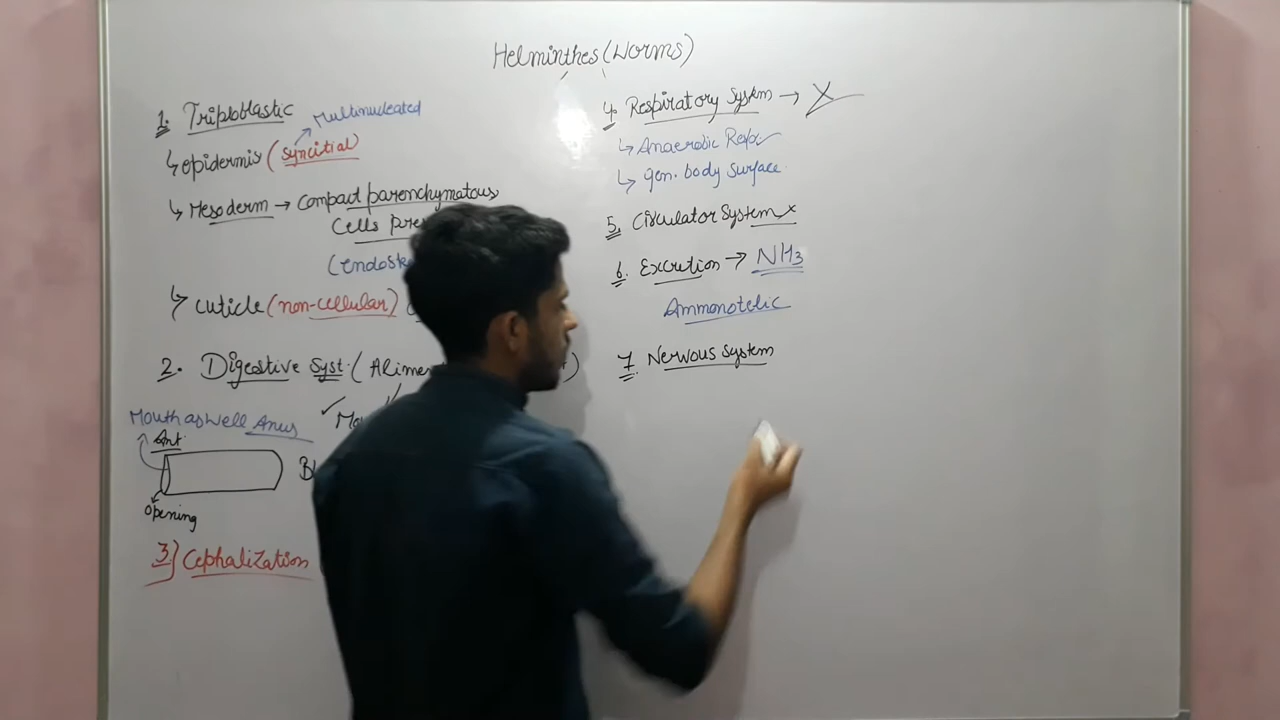 Helminthes (Worms)
1. Triploblastic
Multinucleated
↳ epidermis (Syncitial)
↳ Mesoderm → Compact parenchymatous
Cells
↳ Cuticle (non-cellular)
2. Digestive Syst. (
Mouth as well Anus
Ant.
Opening
3} Cephalization
4. Respiratory System → X
↳ Anaerobic Resp.
↳ Gen. body Surface
5. Circulator System x
6. Excretion → NH3
Ammonotelic
7. Nervous System